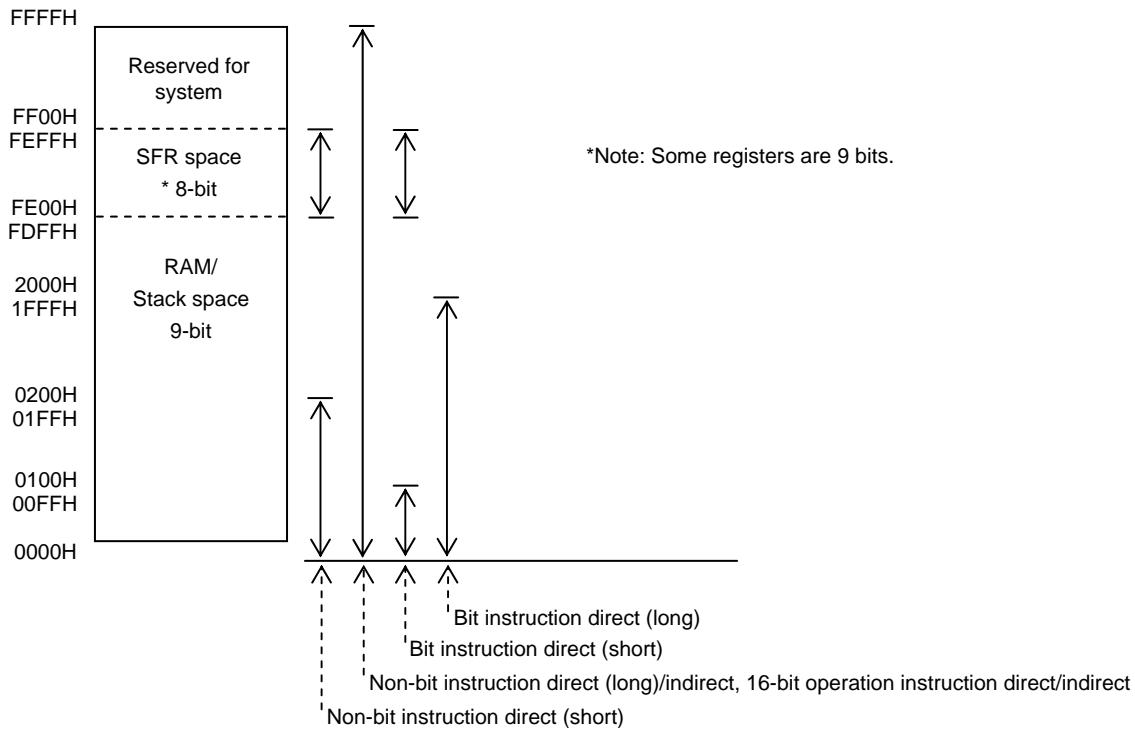 FFFFH
Reserved for
system
FF00H
FEFFH
SFR space
* 8-bit
*Note: Some registers are 9 bits.
FE00H
FDFFH
RAM/
Stack space
9-bit
2000H
1FFFH
0200H
01FFH
0100H
00FFH
0000H
Bit instruction direct (long)
Bit instruction direct (short)
Non-bit instruction direct (long)/indirect, 16-bit operation instruction direct/indirect
Non-bit instruction direct (short)